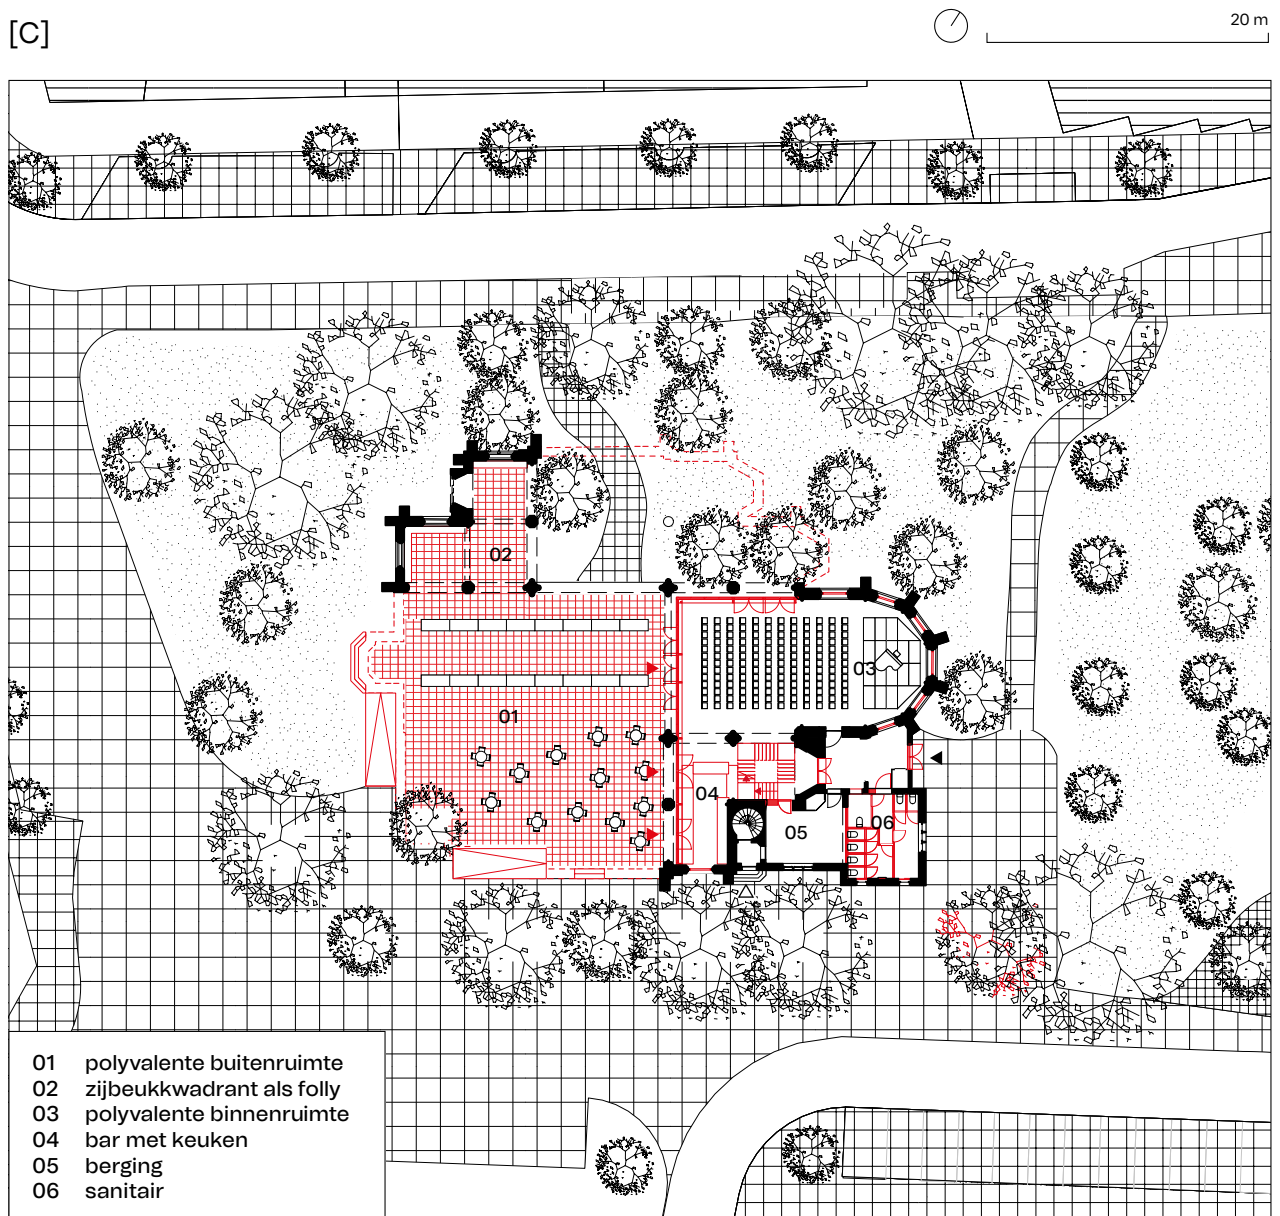 [C]
20 m
02
03
01
04
05
06
01 polyvalente buitenruimte
02 zijbeukkwadrant als folly
03 polyvalente binnenruimte
04 bar met keuken
05 berging
06 sanitair